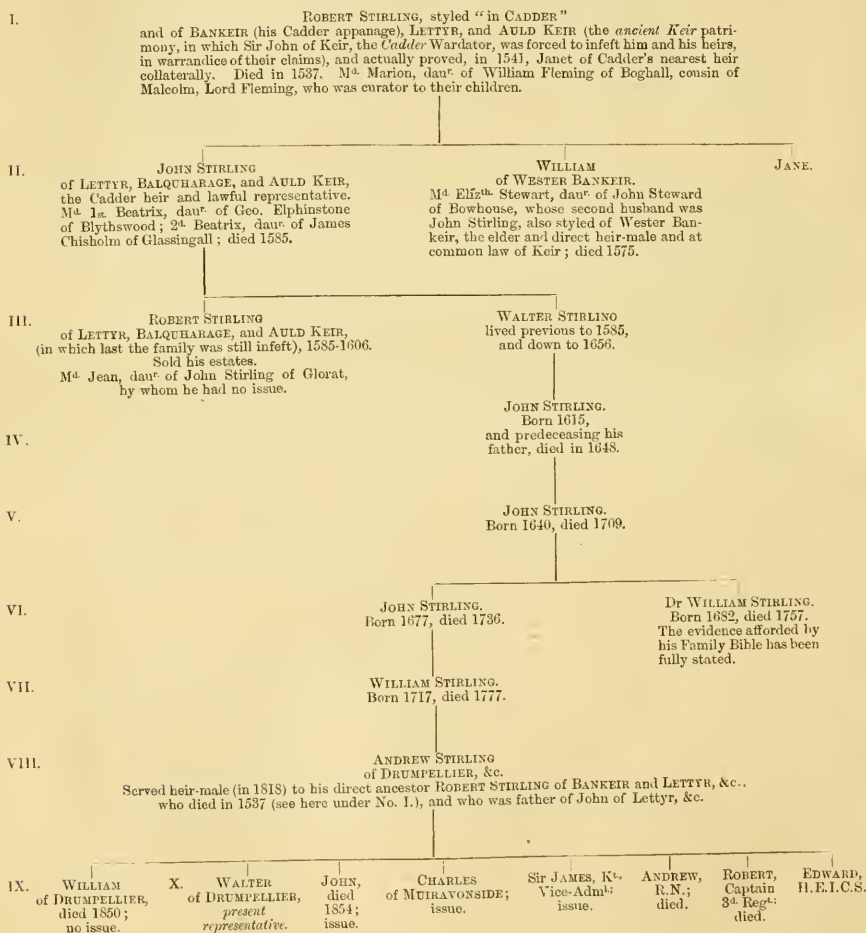 I.
ROBERT STIRLING, styled “in CADDER”
and of BANKEIR (his Cadder appanage), LETTYR, and AULD KEIR (the ancient Keir patri-
mony, in which Sir John of Keir, the Cadder Wardator, was forced to infeft him and his heirs,
in warrandice of their claims), and actually proved, in 1541, Janet of Cadder's nearest heir
collaterally. Died in 1537. Md. Marion, daur. of William Fleming of Boghall, cousin of
Malcolm, Lord Fleming, who was curator to their children.
II.
JOHN STIRLING
of LETTYR, BALQUHARAGE, and AULD KEIR,
the Cadder heir and lawful representative.
Md. 1st. Beatrix, daur. of Geo. Elphinstone
of Blythswood; 2d. Beatrix, daur. of James
Chisholm of Glassingall; died 1585.
WILLIAM
of WESTER BANKEIR.
Md. Elizth. Stewart, daur. of John Steward
of Bowhouse, whose second husband was
John Stirling, also styled of Wester Ban-
keir, the elder and direct heir-male and at
common law of Keir; died 1575.
JANE.
III.
ROBERT STIRLING
of LETTYR, BALQUHARAGE, and AULD KEIR,
(in which last the family was still infeft), 1585-1606.
Sold his estates.
Md. Jean, daur. of John Stirling of Glorat,
by whom he had no issue.
WALTER STIRLING
lived previous to 1585,
and down to 1656.
IV.
JOHN STIRLING.
Born 1615,
and predeceasing his
father, died in 1648.
V.
JOHN STIRLING.
Born 1640, died 1709.
VI.
JOHN STIRLING.
Born 1677, died 1736.
Dr WILLIAM STIRLING.
Born 1682, died 1757.
The evidence afforded by
his Family Bible has been
fully stated.
VII.
WILLIAM STIRLING.
Born 1717, died 1777.
VIII.
ANDREW STIRLING
of DRUMPELLIER, &c.
Served heir-male (in 1818) to his direct ancestor ROBERT STIRLING of BANKEIR and LETTYR, &c.,
who died in 1537 (see here under No. I.), and who was father of John of Lettyr, &c.
IX.
WILLIAM
of DRUMPELLIER,
died 1850;
no issue.
X.
WALTER
of DRUMPELLIER,
present
representative.
JOHN,
died
1854;
issue.
CHARLES
of MUIRAVONSIDE;
issue.
Sir JAMES, Kt.,
Vice-Adml.;
issue.
ANDREW,
R.N.;
died.
ROBERT,
Captain
3d. Regt.;
died.
EDWARD,
H.E.I.C.S.